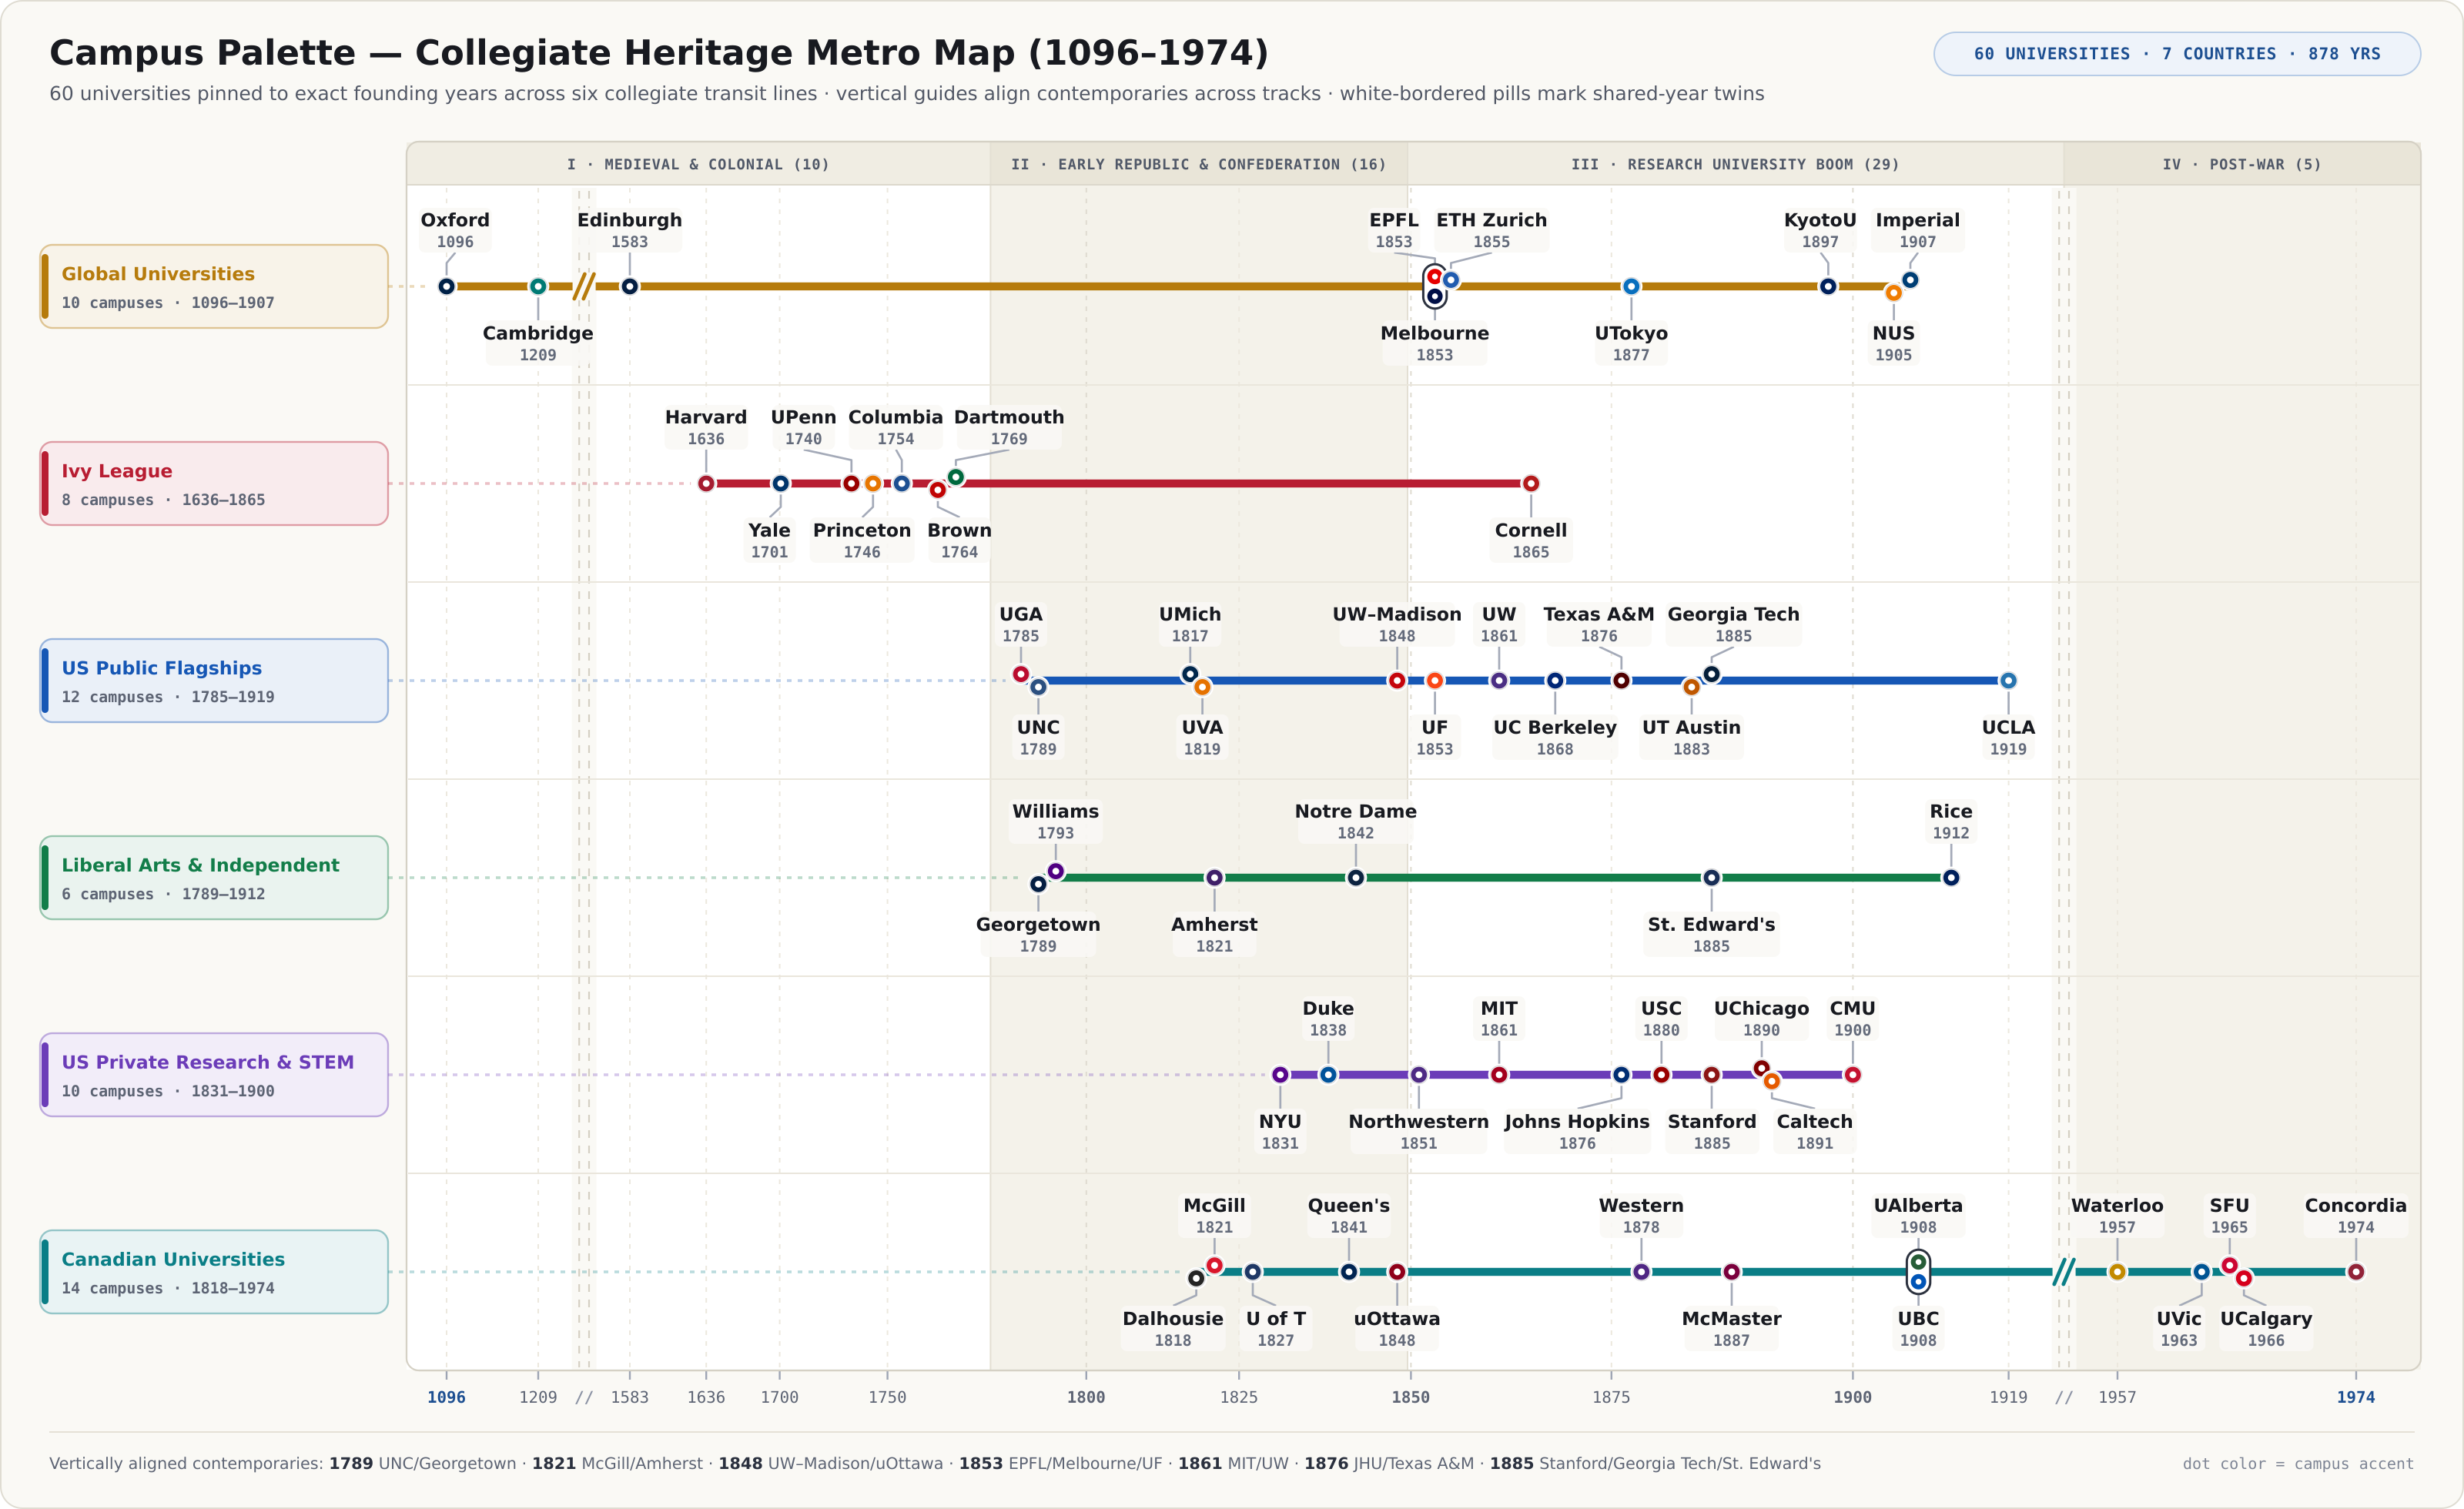 Campus Palette — Collegiate Heritage Metro Map (1096–1974)
60 UNIVERSITIES · 7 COUNTRIES · 878 YRS
60 universities pinned to exact founding years across six collegiate transit lines · vertical guides align contemporaries across tracks · white-bordered pills mark shared-year twins
I · MEDIEVAL & COLONIAL (10)
II · EARLY REPUBLIC & CONFEDERATION (16)
III · RESEARCH UNIVERSITY BOOM (29)
IV · POST-WAR (5)
Global Universities
10 campuses · 1096–1907
Oxford
1096
Edinburgh
1583
EPFL
1853
ETH Zurich
1855
KyotoU
1897
Imperial
1907
Cambridge
1209
Melbourne
1853
UTokyo
1877
NUS
1905
Ivy League
8 campuses · 1636–1865
Harvard
1636
UPenn
1740
Columbia
1754
Dartmouth
1769
Yale
1701
Princeton
1746
Brown
1764
Cornell
1865
US Public Flagships
12 campuses · 1785–1919
UGA
1785
UMich
1817
UW–Madison
1848
UW
1861
Texas A&M
1876
Georgia Tech
1885
UNC
1789
UVA
1819
UF
1853
UC Berkeley
1868
UT Austin
1883
UCLA
1919
Liberal Arts & Independent
6 campuses · 1789–1912
Williams
1793
Notre Dame
1842
Rice
1912
Georgetown
1789
Amherst
1821
St. Edward's
1885
US Private Research & STEM
10 campuses · 1831–1900
Duke
1838
MIT
1861
USC
1880
UChicago
1890
CMU
1900
NYU
1831
Northwestern
1851
Johns Hopkins
1876
Stanford
1885
Caltech
1891
Canadian Universities
14 campuses · 1818–1974
McGill
1821
Queen's
1841
Western
1878
UAlberta
1908
Waterloo
1957
SFU
1965
Concordia
1974
Dalhousie
1818
U of T
1827
uOttawa
1848
McMaster
1887
UBC
1908
UVic
1963
UCalgary
1966
1096 1209 // 1583 1636 1700 1750 1800 1825 1850 1875 1900 1919 // 1957 1974
Vertically aligned contemporaries: 1789 UNC/Georgetown · 1821 McGill/Amherst · 1848 UW–Madison/uOttawa · 1853 EPFL/Melbourne/UF · 1861 MIT/UW · 1876 JHU/Texas A&M · 1885 Stanford/Georgia Tech/St. Edward's
dot color = campus accent